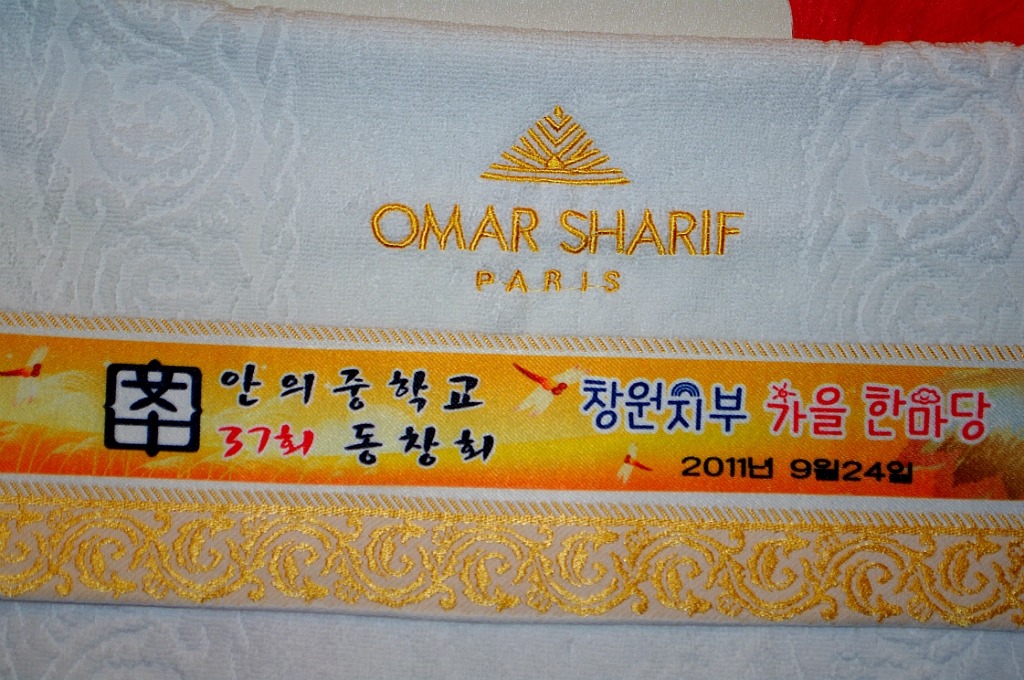 OMAR SHARIF
PARIS
안의중학교
37회 동창회
창원지부 가을 한마당
2011년 9월24일